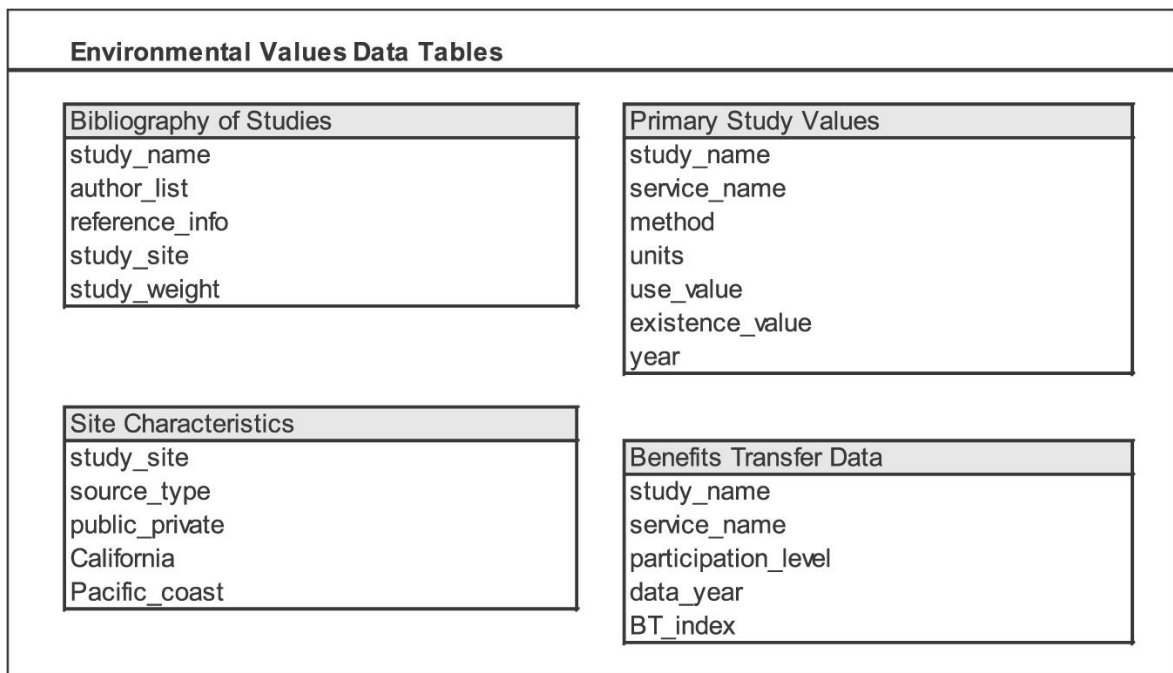 Environmental Values Data Tables
Bibliography of Studies
study_name
author_list
reference_info
study_site
study_weight
Primary Study Values
study_name
service_name
method
units
use_value
existence_value
year
Site Characteristics
study_site
source_type
public_private
California
Pacific_coast
Benefits Transfer Data
study_name
service_name
participation_level
data_year
BT_index